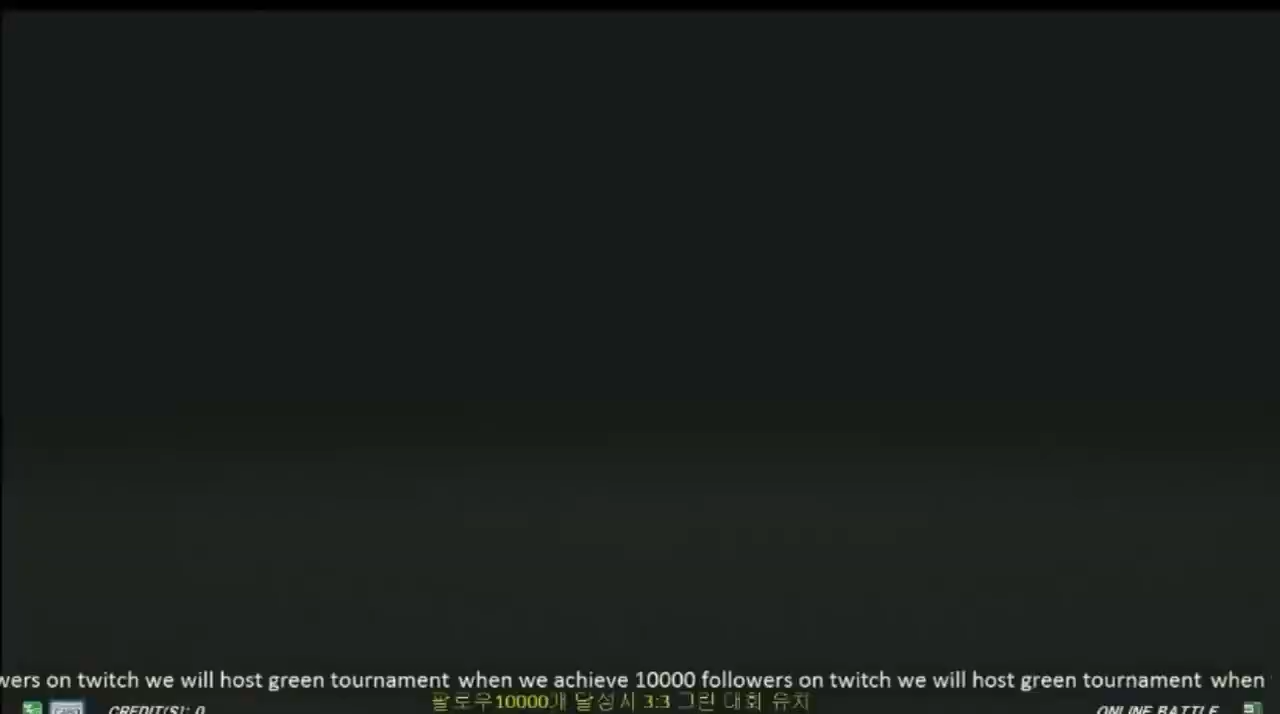 wers on twitch we will host green tournament when we achieve 10000 followers on twitch we will host green tournament when
팔로우10000개 달성시 3:3 그린 대회 유치
CREDIT(S): 0
ONLINE BATTLE